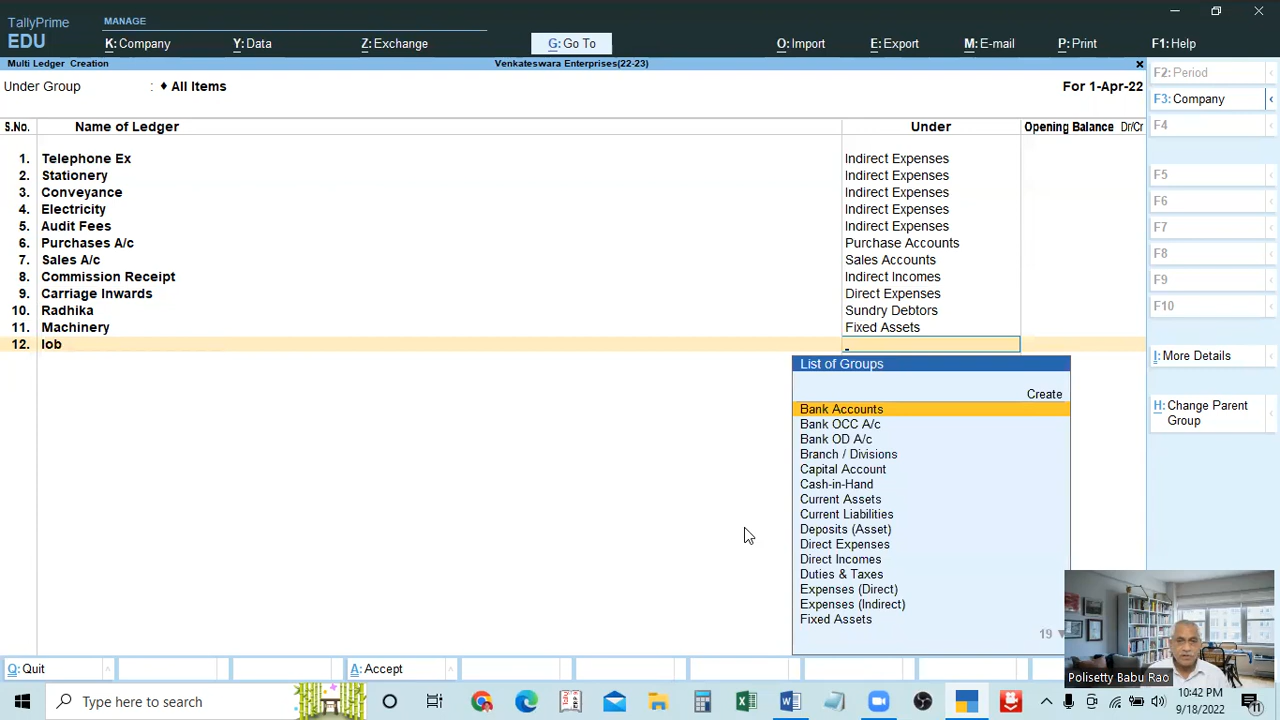 TallyPrime
EDU
MANAGE
K: Company
Y: Data
Z: Exchange
G: Go To
O: Import
E: Export
M: E-mail
P: Print
F1: Help
Multi Ledger Creation
Venkateswara Enterprises(22-23)
Under Group : ♦ All Items
For 1-Apr-22
S.No. Name of Ledger Under Opening Balance Dr/Cr
1. Telephone Ex Indirect Expenses
2. Stationery Indirect Expenses
3. Conveyance Indirect Expenses
4. Electricity Indirect Expenses
5. Audit Fees Indirect Expenses
6. Purchases A/c Purchase Accounts
7. Sales A/c Sales Accounts
8. Commission Receipt Indirect Incomes
9. Carriage Inwards Direct Expenses
10. Radhika Sundry Debtors
11. Machinery Fixed Assets
12. Iob
List of Groups
Create
Bank Accounts
Bank OCC A/c
Bank OD A/c
Branch / Divisions
Capital Account
Cash-in-Hand
Current Assets
Current Liabilities
Deposits (Asset)
Direct Expenses
Direct Incomes
Duties & Taxes
Expenses (Direct)
Expenses (Indirect)
Fixed Assets
19
F2: Period
F3: Company
F4
F5
F6
F7
F8
F9
F10
I: More Details
H: Change Parent
Group
Q: Quit
A: Accept
Polisetty Babu Rao
Type here to search
10:42 PM
9/18/2022
11